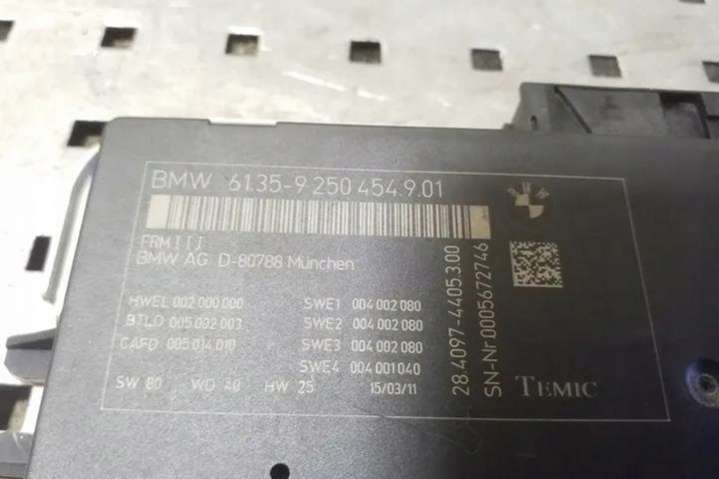 BMW 61.35-9 250 454 9.01
FRMIII
BMW AG D-80788 München
HWEL 002 000 000
BTLD 005 002 003
CAFD 005 014 010
SWE1 004 002 080
SWE2 004 002 080
SWE3 004 002 080
SWE4 004 001 040
SW 80 WO 40 HW 25 15/03/11
28.4097-4405.3.00
SN-Nr 0005672746
TEMIC